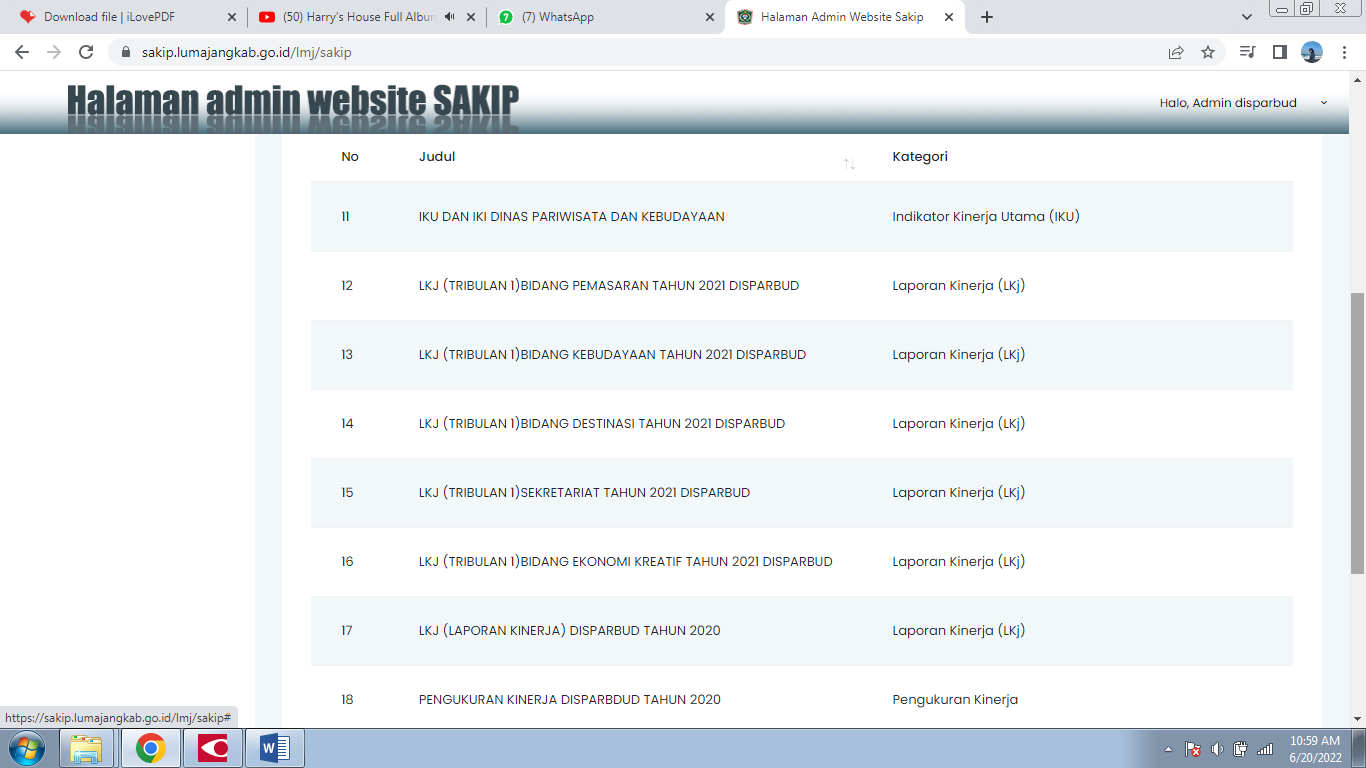 Download file | iLovePDF
(50) Harry's House Full Album
(7) WhatsApp
Halaman Admin Website Sakip
sakip.lumajangkab.go.id/lmj/sakip
Halaman admin website SAKIP
Halo, Admin disparbud
No Judul Kategori
11 IKU DAN IKI DINAS PARIWISATA DAN KEBUDAYAAN Indikator Kinerja Utama (IKU)
12 LKJ (TRIBULAN 1)BIDANG PEMASARAN TAHUN 2021 DISPARBUD Laporan Kinerja (LKj)
13 LKJ (TRIBULAN 1)BIDANG KEBUDAYAAN TAHUN 2021 DISPARBUD Laporan Kinerja (LKj)
14 LKJ (TRIBULAN 1)BIDANG DESTINASI TAHUN 2021 DISPARBUD Laporan Kinerja (LKj)
15 LKJ (TRIBULAN 1)SEKRETARIAT TAHUN 2021 DISPARBUD Laporan Kinerja (LKj)
16 LKJ (TRIBULAN 1)BIDANG EKONOMI KREATIF TAHUN 2021 DISPARBUD Laporan Kinerja (LKj)
17 LKJ (LAPORAN KINERJA) DISPARBUD TAHUN 2020 Laporan Kinerja (LKj)
18 PENGUKURAN KINERJA DISPARBDUD TAHUN 2020 Pengukuran Kinerja
https://sakip.lumajangkab.go.id/lmj/sakip#
10:59 AM
6/20/2022